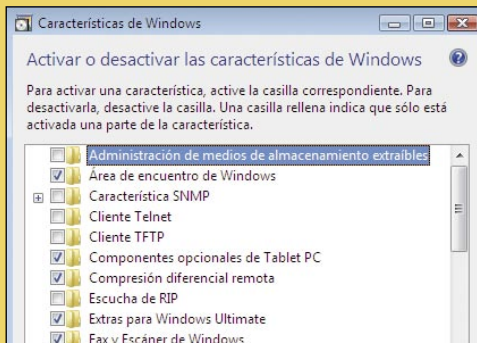 Características de Windows
Activar o desactivar las características de Windows
Para activar una característica, active la casilla correspondiente. Para
desactivarla, desactive la casilla. Una casilla rellena indica que sólo está
activada una parte de la característica.
Administración de medios de almacenamiento extraíbles
Área de encuentro de Windows
Característica SNMP
Cliente Telnet
Cliente TFTP
Componentes opcionales de Tablet PC
Compresión diferencial remota
Escucha de RIP
Extras para Windows Ultimate
Fax y Escáner de Windows